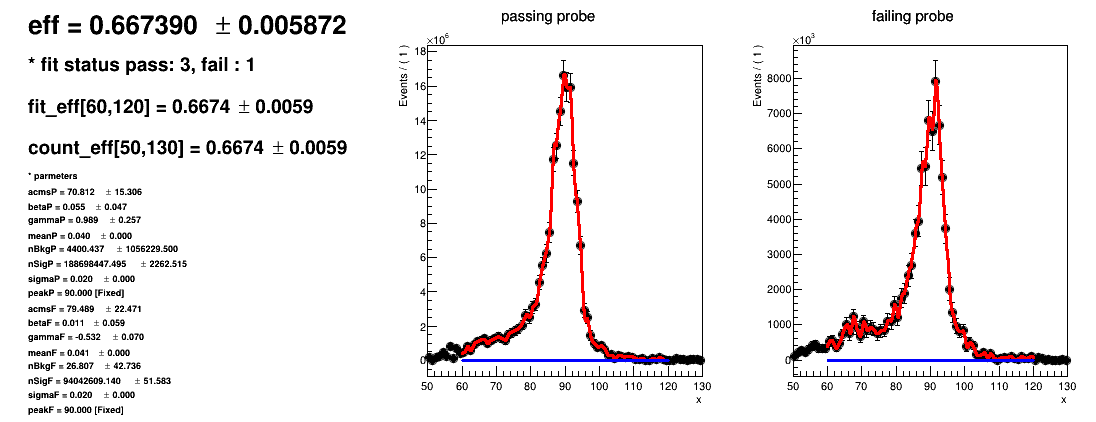 eff = 0.667390 ± 0.005872
* fit status pass: 3, fail : 1
fit_eff[60,120] = 0.6674 ± 0.0059
count_eff[50,130] = 0.6674 ± 0.0059
* parmeters
acmsP = 70.812 ± 15.306
betaP = 0.055 ± 0.047
gammaP = 0.989 ± 0.257
meanP = 0.040 ± 0.000
nBkgP = 4400.437 ± 1056229.500
nSigP = 188698447.495 ± 2262.515
sigmaP = 0.020 ± 0.000
peakP = 90.000 [Fixed]
acmsF = 79.489 ± 22.471
betaF = 0.011 ± 0.059
gammaF = -0.532 ± 0.070
meanF = 0.041 ± 0.000
nBkgF = 26.807 ± 42.736
nSigF = 94042609.140 ± 51.583
sigmaF = 0.020 ± 0.000
peakF = 90.000 [Fixed]
passing probe
×10⁶
Events / ( 1 )
18
16
14
12
10
8
6
4
2
0
50 60 70 80 90 100 110 120 130
x
failing probe
×10³
Events / ( 1 )
8000
7000
6000
5000
4000
3000
2000
1000
0
50 60 70 80 90 100 110 120 130
x